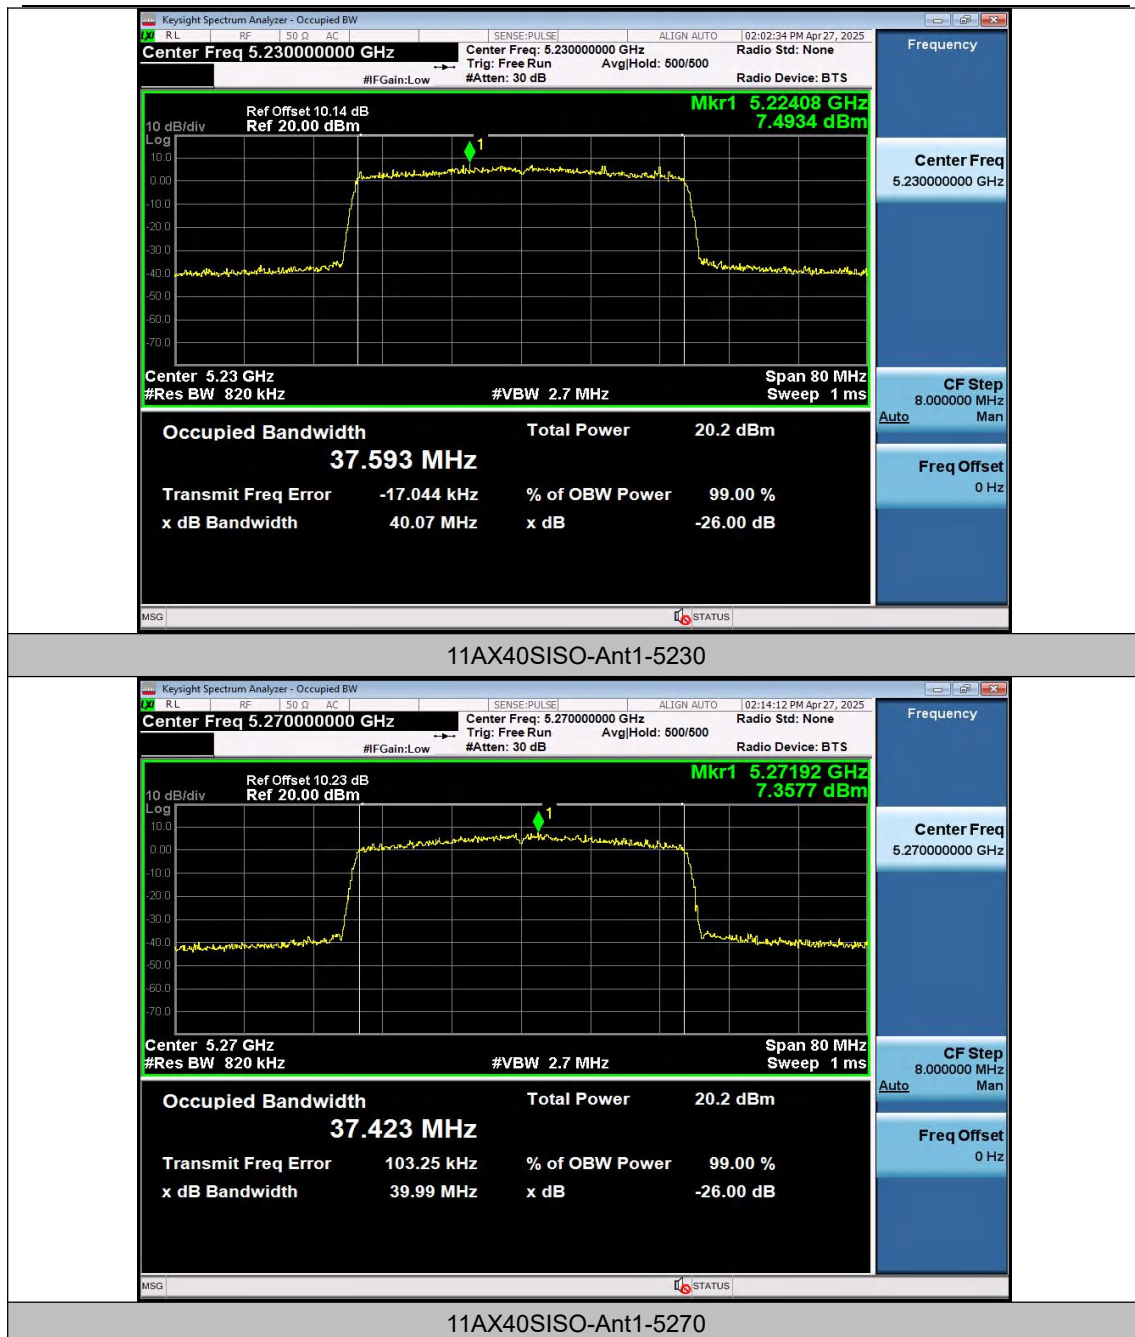 Keysight Spectrum Analyzer - Occupied BW
LXI RL RF 50 Ω AC SENSE:PULSE ALIGN AUTO 02:02:34 PM Apr 27, 2025
Center Freq 5.230000000 GHz Center Freq: 5.230000000 GHz Radio Std: None Frequency
Trig: Free Run Avg|Hold: 500/500
#IFGain:Low #Atten: 30 dB Radio Device: BTS
Mkr1 5.22408 GHz
Ref Offset 10.14 dB 7.4934 dBm
10 dB/div Ref 20.00 dBm
Log
1
10.0
0.00
-10.0
-20.0
-30.0
-40.0
-50.0
-60.0
-70.0
Center Freq
5.230000000 GHz
Center 5.23 GHz Span 80 MHz
#Res BW 820 kHz #VBW 2.7 MHz Sweep 1 ms
CF Step
8.000000 MHz
Auto Man
Occupied Bandwidth Total Power 20.2 dBm
37.593 MHz
Freq Offset
0 Hz
Transmit Freq Error -17.044 kHz % of OBW Power 99.00 %
x dB Bandwidth 40.07 MHz x dB -26.00 dB
MSG STATUS
11AX40SISO-Ant1-5230
Keysight Spectrum Analyzer - Occupied BW
LXI RL RF 50 Ω AC SENSE:PULSE ALIGN AUTO 02:14:12 PM Apr 27, 2025
Center Freq 5.270000000 GHz Center Freq: 5.270000000 GHz Radio Std: None Frequency
Trig: Free Run Avg|Hold: 500/500
#IFGain:Low #Atten: 30 dB Radio Device: BTS
Mkr1 5.27192 GHz
Ref Offset 10.23 dB 7.3577 dBm
10 dB/div Ref 20.00 dBm
Log
1
10.0
0.00
-10.0
-20.0
-30.0
-40.0
-50.0
-60.0
-70.0
Center Freq
5.270000000 GHz
Center 5.27 GHz Span 80 MHz
#Res BW 820 kHz #VBW 2.7 MHz Sweep 1 ms
CF Step
8.000000 MHz
Auto Man
Occupied Bandwidth Total Power 20.2 dBm
37.423 MHz
Freq Offset
0 Hz
Transmit Freq Error 103.25 kHz % of OBW Power 99.00 %
x dB Bandwidth 39.99 MHz x dB -26.00 dB
MSG STATUS
11AX40SISO-Ant1-5270